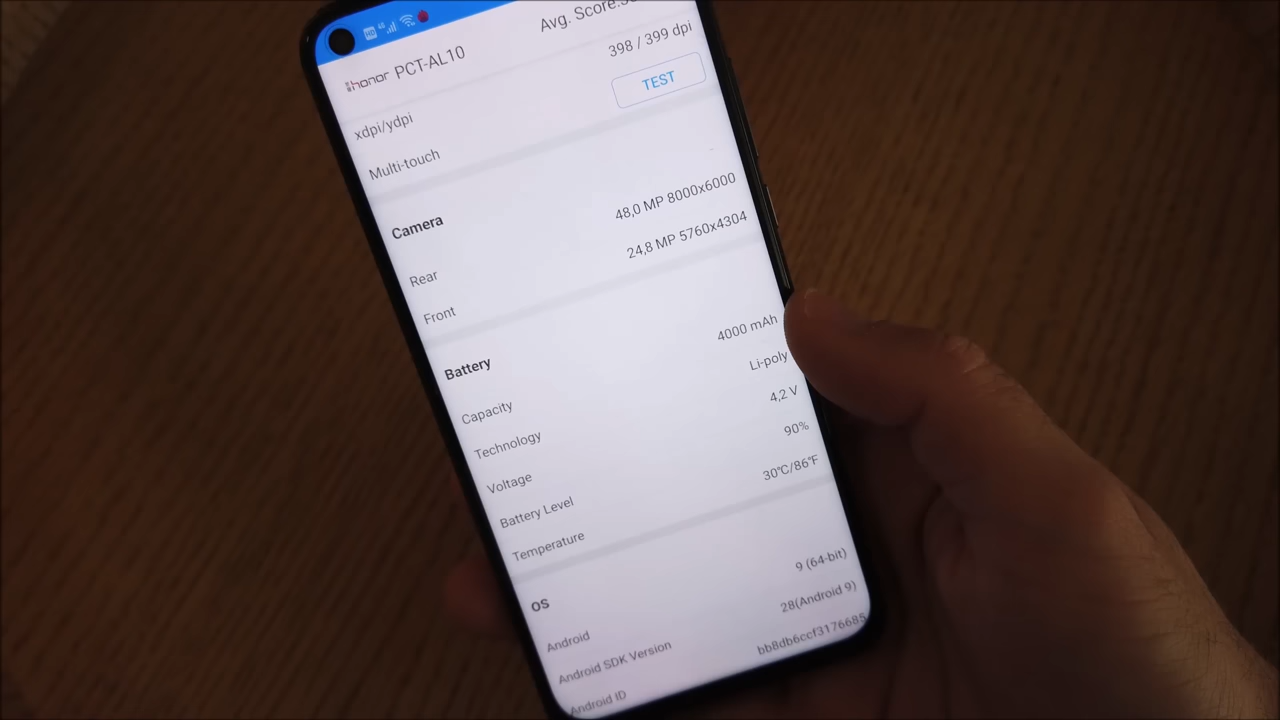 HD 4G
honor PCT-AL10 Avg. Score:
xdpi/ydpi 398 / 399 dpi
Multi-touch TEST
Camera
Rear 48,0 MP 8000x6000
Front 24,8 MP 5760x4304
Battery
Capacity 4000 mAh
Technology Li-poly
Voltage 4,2 V
Battery Level 90%
Temperature 30°C/86°F
OS
Android 9 (64-bit)
Android SDK Version 28(Android 9)
Android ID bb8db6ccf3176685